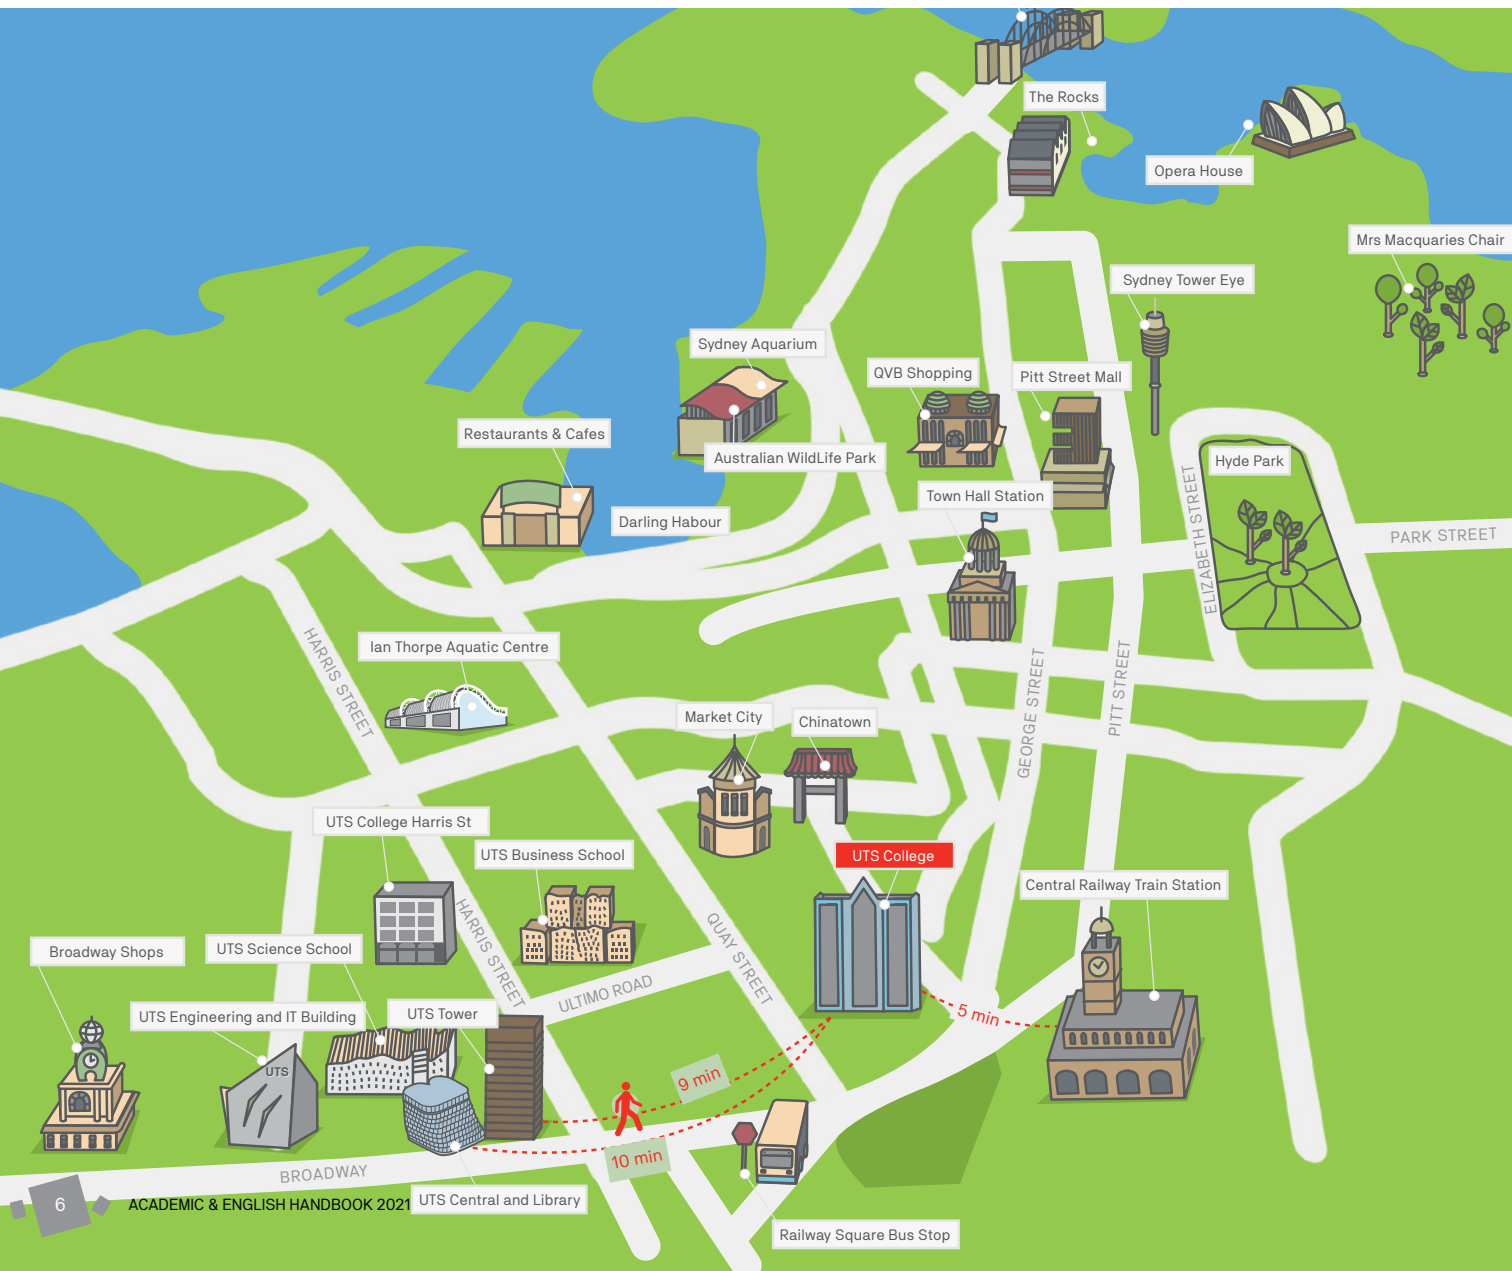 The Rocks
Opera House
Mrs Macquaries Chair
Sydney Tower Eye
Sydney Aquarium
QVB Shopping
Pitt Street Mall
Restaurants & Cafes
Australian WildLife Park
Hyde Park
Town Hall Station
Darling Habour
ELIZABETH STREET
PARK STREET
HARRIS STREET
Ian Thorpe Aquatic Centre
GEORGE STREET
PITT STREET
Market City
Chinatown
UTS College Harris St
UTS Business School
UTS College
Central Railway Train Station
HARRIS STREET
QUAY STREET
Broadway Shops
UTS Science School
ULTIMO ROAD
UTS Engineering and IT Building
UTS Tower
5 min
UTS
9 min
10 min
BROADWAY
UTS Central and Library
6
ACADEMIC & ENGLISH HANDBOOK 2021
Railway Square Bus Stop